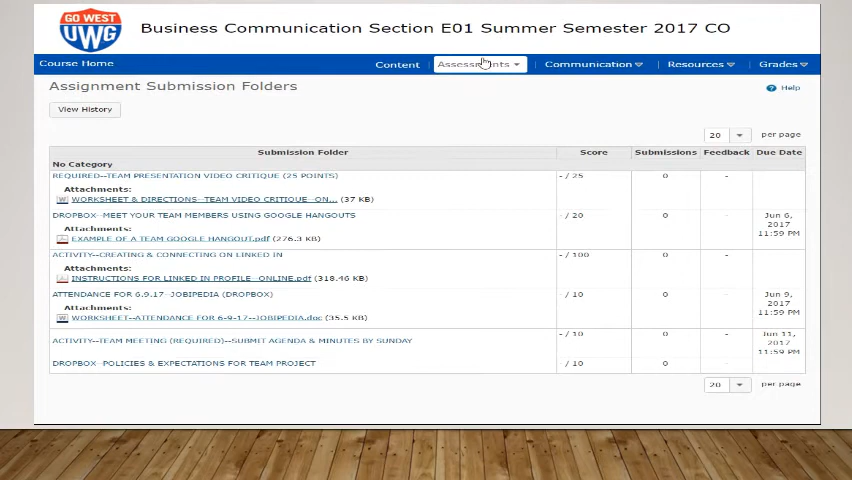 GO WEST
UWG
Business Communication Section E01 Summer Semester 2017 CO
Course Home
Content
Assessments
Communication
Resources
Grades
Assignment Submission Folders
Help
View History
20 per page
Submission Folder Score Submissions Feedback Due Date
No Category
REQUIRED--TEAM PRESENTATION VIDEO CRITIQUE (25 POINTS) - / 25 0 -
Attachments:
WORKSHEET & DIRECTIONS--TEAM VIDEO CRITIQUE--ON... (37 KB)
DROPBOX--MEET YOUR TEAM MEMBERS USING GOOGLE HANGOUTS - / 20 0 - Jun 6, 2017 11:59 PM
Attachments:
EXAMPLE OF A TEAM GOOGLE HANGOUT.pdf (276.3 KB)
ACTIVITY--CREATING & CONNECTING ON LINKED IN - / 100 0 -
Attachments:
INSTRUCTIONS FOR LINKED IN PROFILE--ONLINE.pdf (318.46 KB)
ATTENDANCE FOR 6.9.17--JOBIPEDIA (DROPBOX) - / 10 0 - Jun 9, 2017 11:59 PM
Attachments:
WORKSHEET--ATTENDANCE FOR 6-9-17--JOBIPEDIA.doc (35.5 KB)
ACTIVITY--TEAM MEETING (REQUIRED)--SUBMIT AGENDA & MINUTES BY SUNDAY - / 10 0 - Jun 11, 2017 11:59 PM
DROPBOX--POLICIES & EXPECTATIONS FOR TEAM PROJECT - / 10 0 -
20 per page